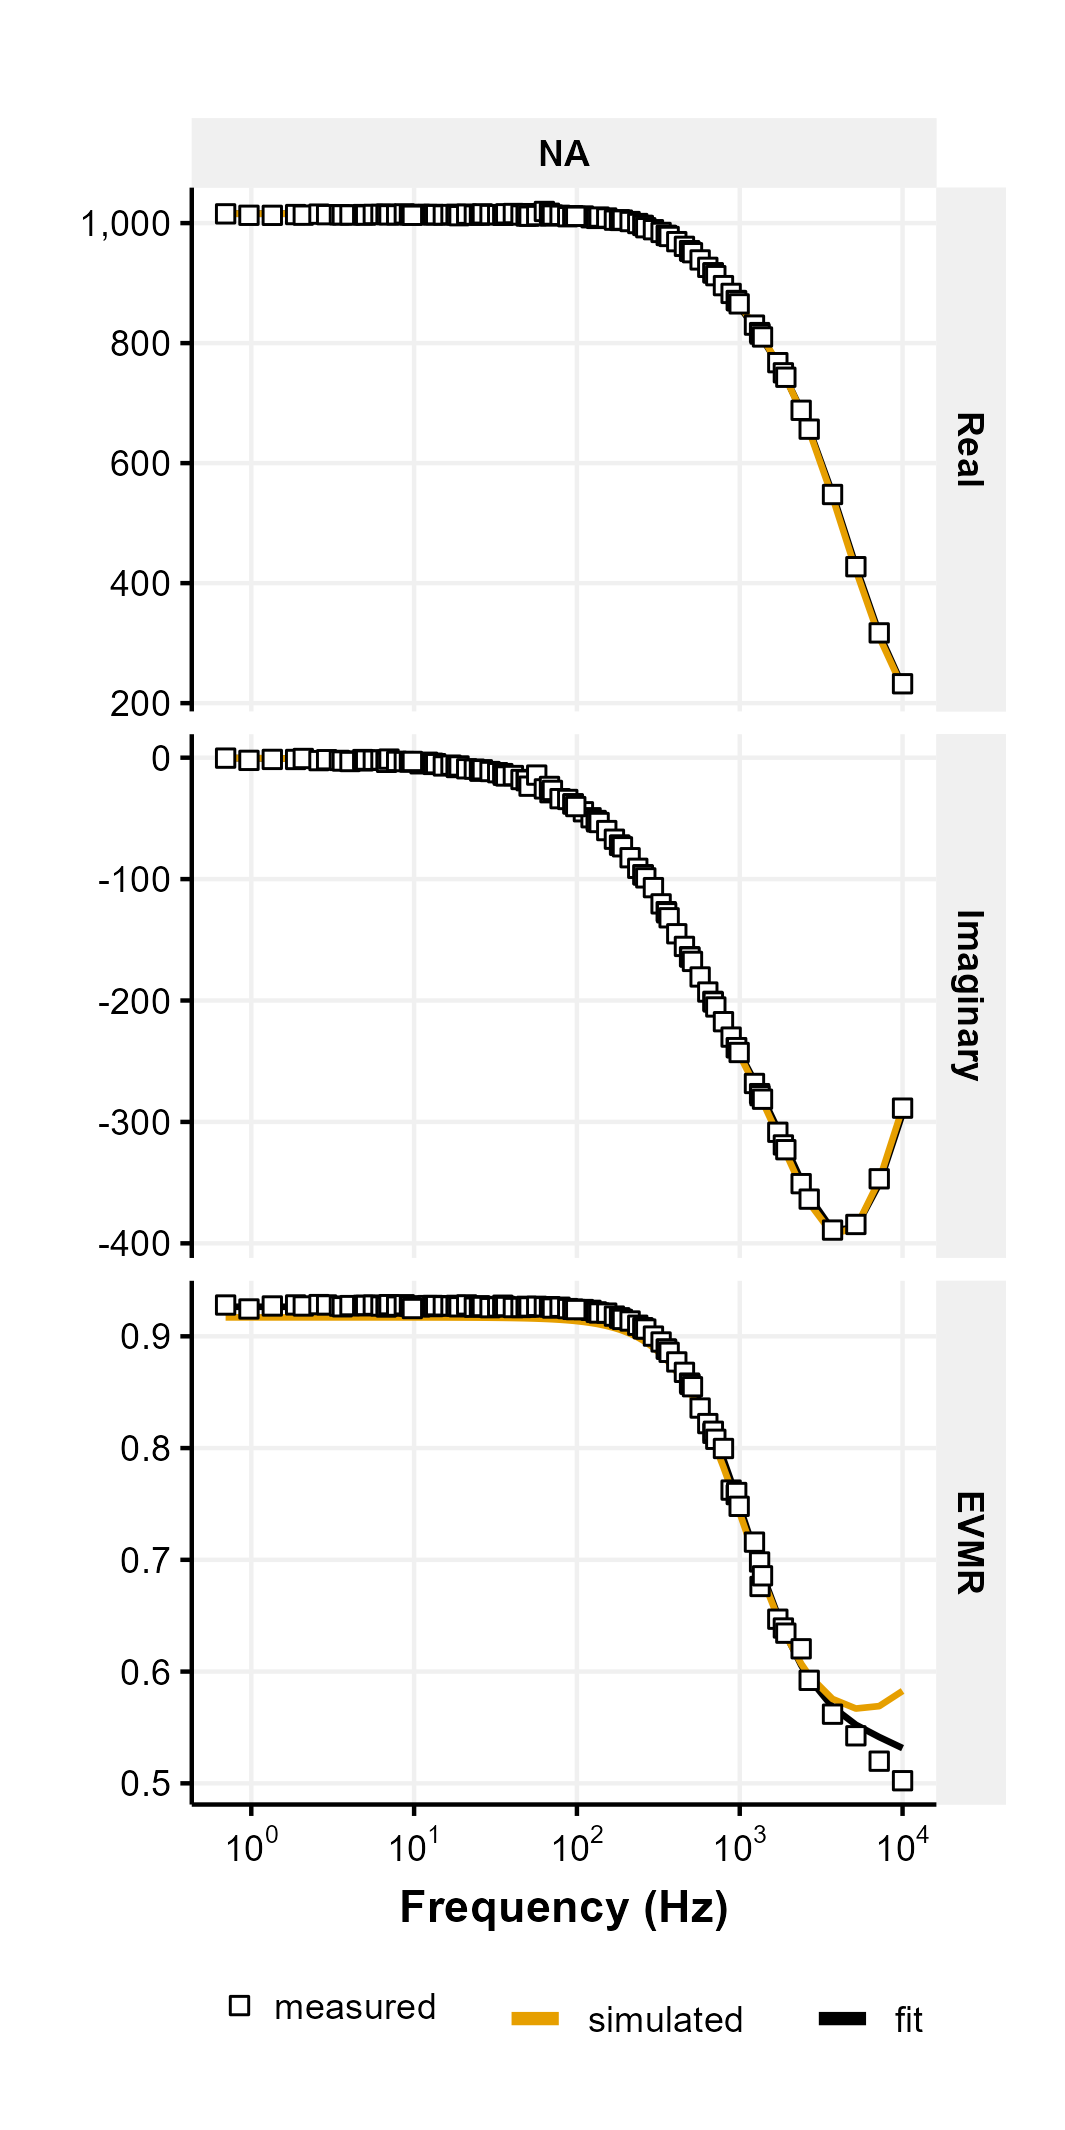 NA
1,000
800
600
400
200
Real
0
-100
-200
-300
-400
Imaginary
0.9
0.8
0.7
0.6
0.5
EVMR
10⁰ 10¹ 10² 10³ 10⁴
Frequency (Hz)
measured simulated fit